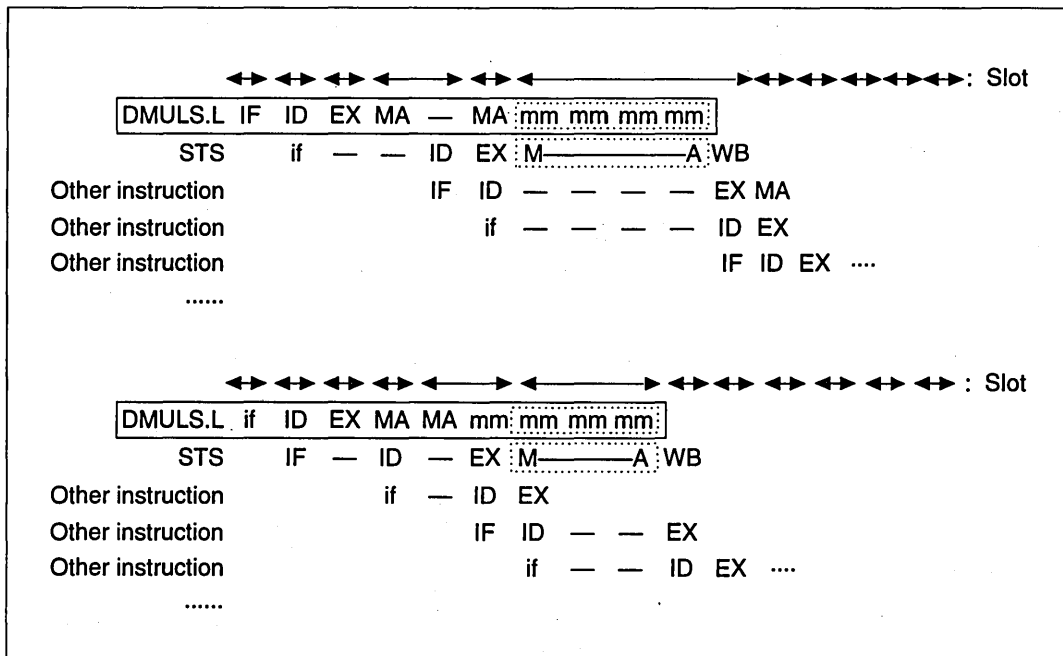 : Slot
DMULS.L IF ID EX MA — MA mm mm mm mm
STS if — — ID EX M———A WB
Other instruction IF ID — — — — EX MA
Other instruction if — — — — ID EX
Other instruction IF ID EX ....
......
: Slot
DMULS.L if ID EX MA MA mm mm mm mm
STS IF — ID — EX M———A WB
Other instruction if — ID EX
Other instruction IF ID — — EX
Other instruction if — — ID EX ....
......